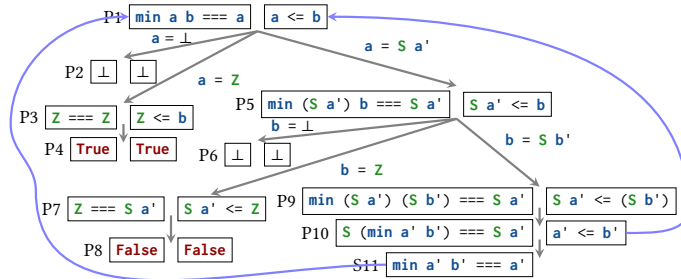 P1 min a b === a a <= b
a = ⊥
a = S a'
P2 ⊥ ⊥
a = Z
P3 Z === Z Z <= b
P5 min (S a') b === S a' S a' <= b
b = ⊥
P4 True True
P6 ⊥ ⊥
b = S b'
b = Z
P7 Z === S a' S a' <= Z
P9 min (S a') (S b') === S a' S a' <= (S b')
P10 S (min a' b') === S a' a' <= b'
P8 False False
S11 min a' b' === a'